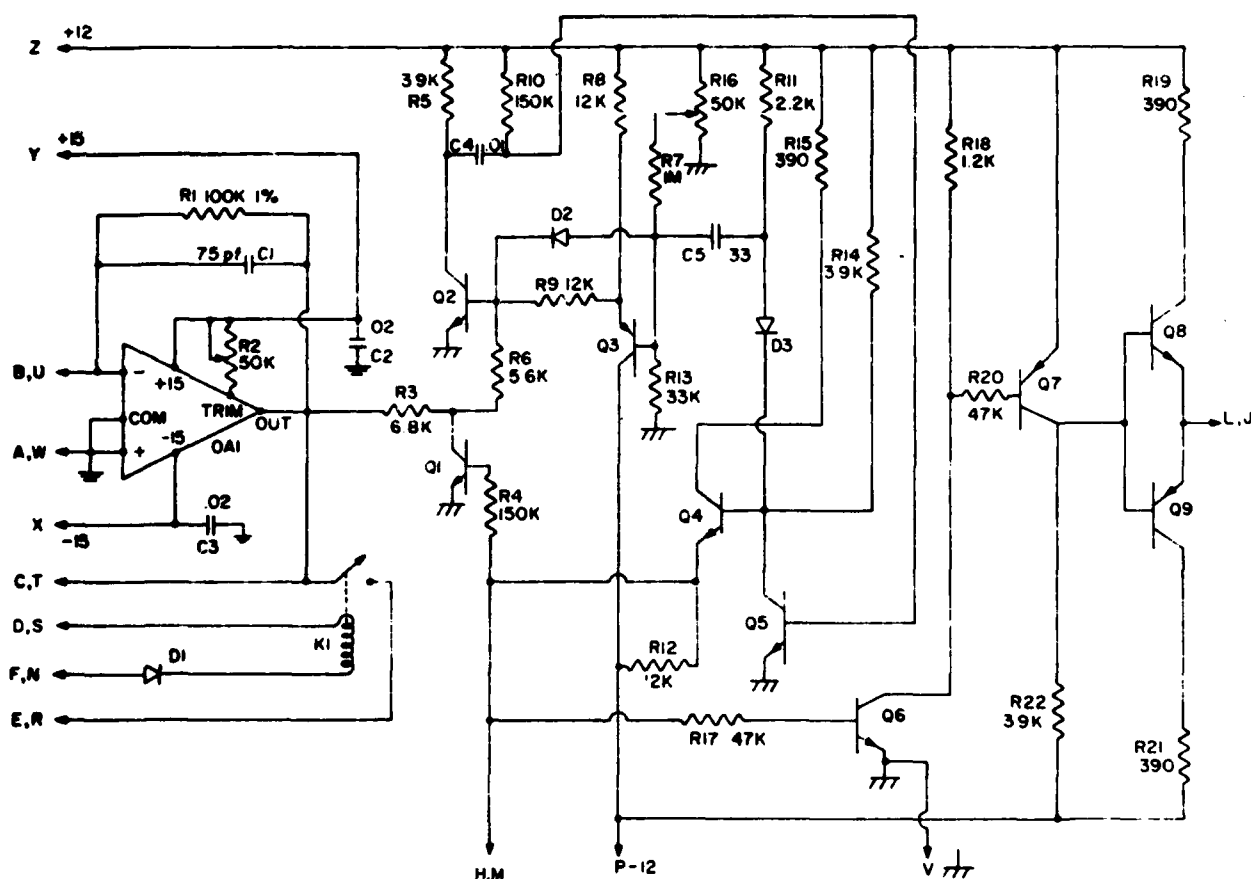 Z +12
3.9K
R5
R10
150K
R8
12K
R16
50K
R11
2.2K
R19
390
Y +15
C4 .01
R7
1M
R15
390
R18
1.2K
R1 100K 1%
75 pf C1
D2
C5 33
R14
39K
Q2
R9 12K
02
C2
R2
50K
Q3
D3
Q8
B,U
-
+15
R6
5.6K
R20
47K
Q7
TRIM
R3
6.8K
R13
33K
COM
OUT
L,J
A,W
+
-15
OA1
Q1
R4
150K
Q4
Q9
X
-15
.02
C3
C,T
D,S
K1
Q5
F,N
D1
R12
'2K
E,R
R17 47K
Q6
R22
39K
R21
390
H,M
P-12
V